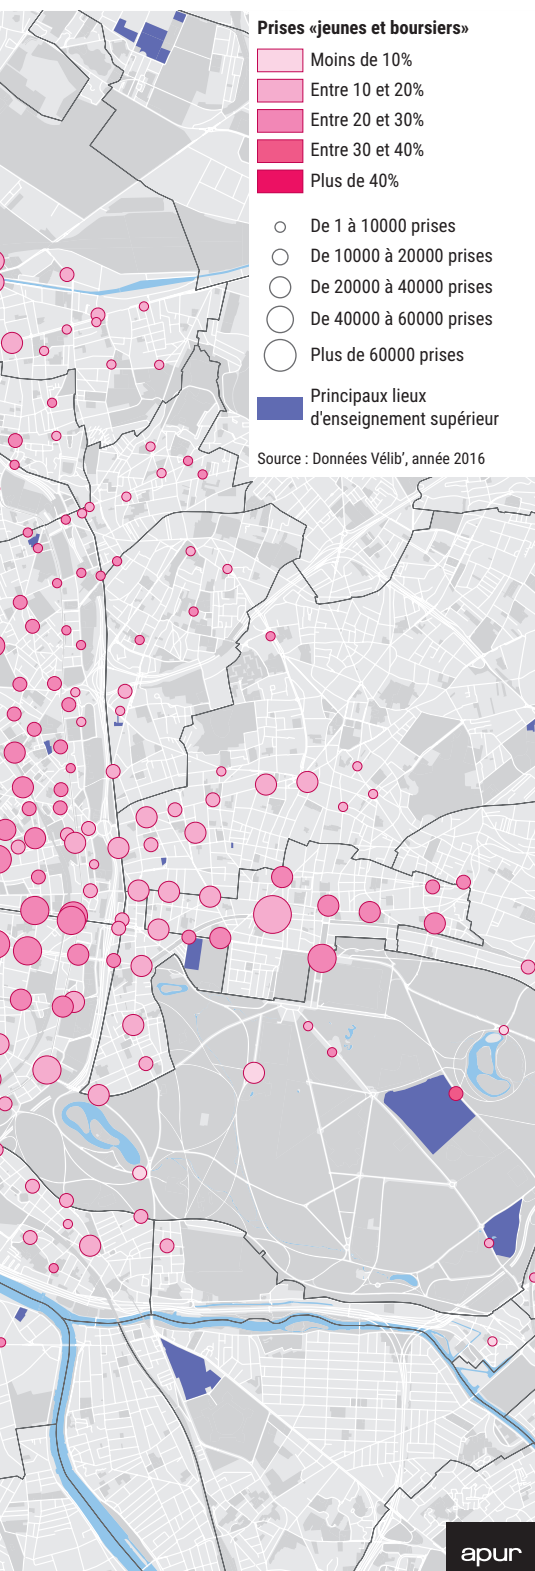 Prises «jeunes et boursiers»
Moins de 10%
Entre 10 et 20%
Entre 20 et 30%
Entre 30 et 40%
Plus de 40%
De 1 à 10000 prises
De 10000 à 20000 prises
De 20000 à 40000 prises
De 40000 à 60000 prises
Plus de 60000 prises
Principaux lieux
d'enseignement supérieur
Source : Données Vélib’, année 2016
apur